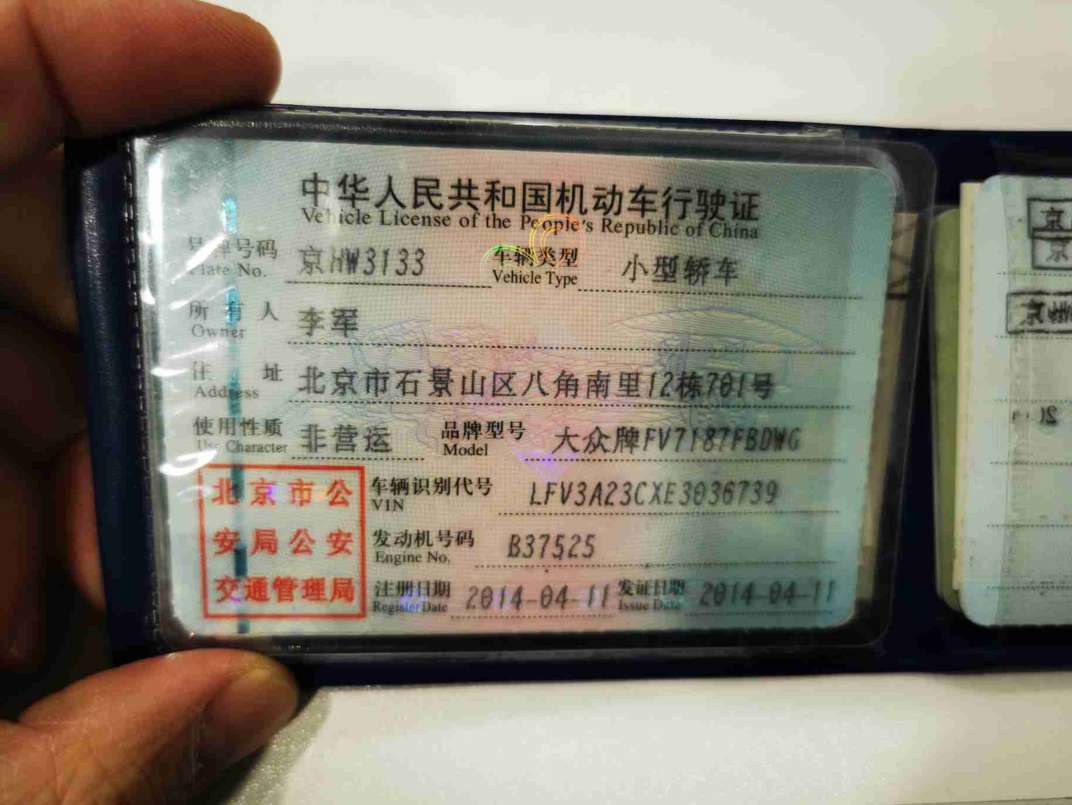 中华人民共和国机动车行驶证
Vehicle License of the People's Republic of China
号牌号码 京HW3133 车辆类型 小型轿车
Plate No. Vehicle Type
所有人 李军
Owner
住址 北京市石景山区八角南里12栋701号
Address
使用性质 非营运 品牌型号 大众牌FV7187FBDWG
Use Character Model
北京市公
安局公安
交通管理局
车辆识别代号 LFV3A23CXE3036739
VIN
发动机号码 B37525
Engine No.
注册日期 2014-04-11 发证日期 2014-04-11
Register Date Issue Date
京
京